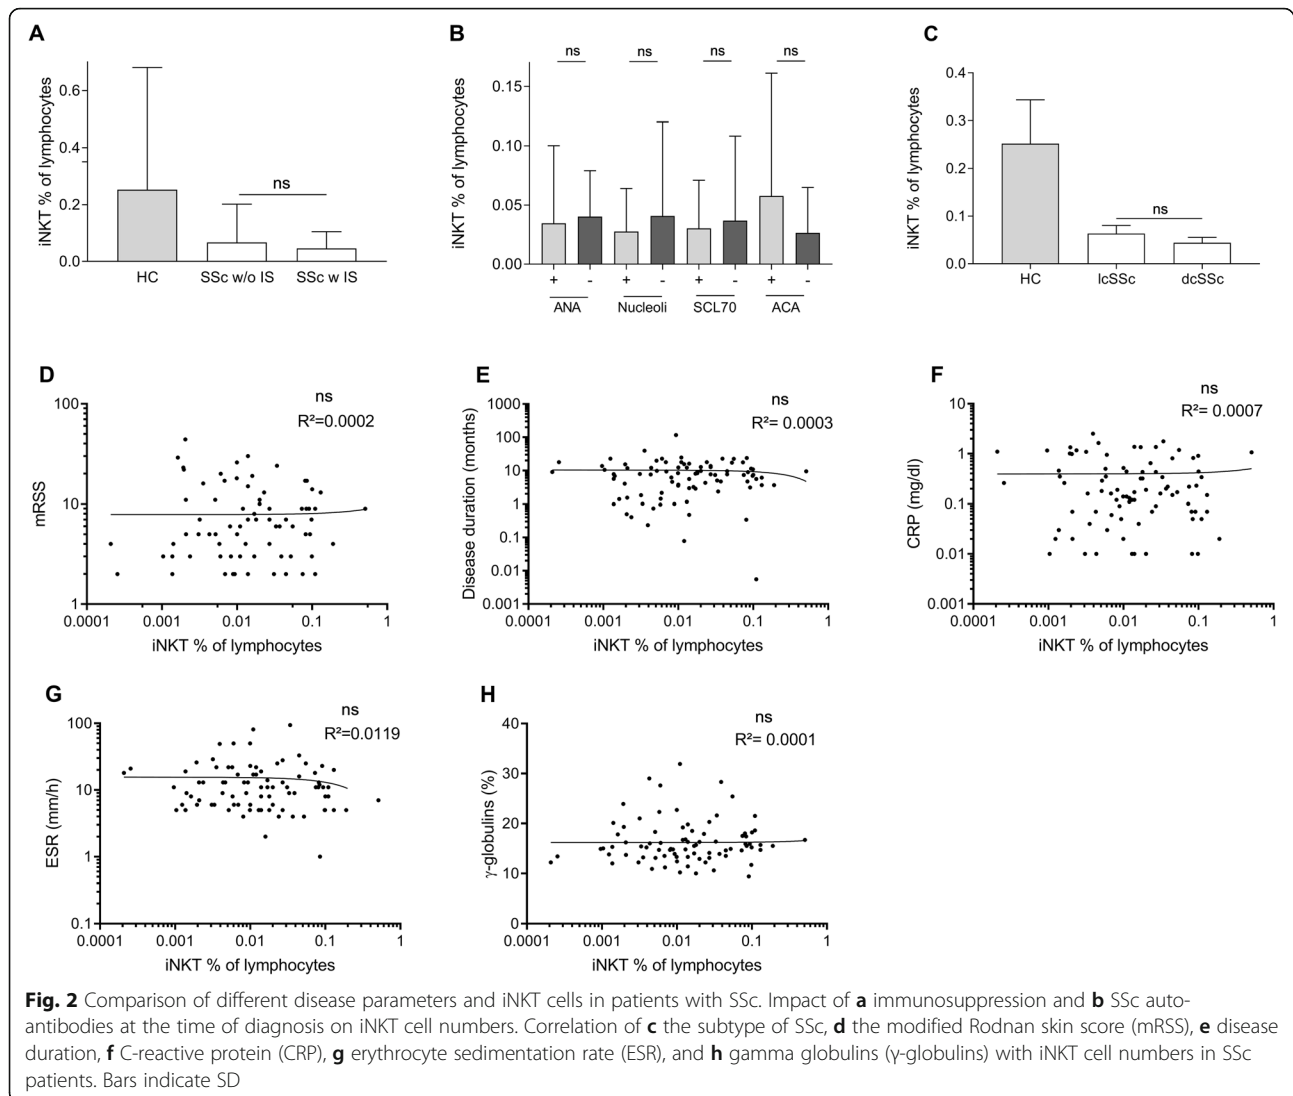 A
iNKT % of lymphocytes
0.6
0.4
0.2
0.0
ns
HC SSc w/o IS SSc w IS
B
iNKT % of lymphocytes
0.15
0.10
0.05
0.00
ns ns ns ns
+ - + - + - + -
ANA Nucleoli SCL70 ACA
C
iNKT % of lymphocytes
0.4
0.3
0.2
0.1
0.0
ns
HC lcSSc dcSSc
D
mRSS
100
10
1
ns
R²=0.0002
0.0001 0.001 0.01 0.1 1
iNKT % of lymphocytes
E
Disease duration (months)
1000
100
10
1
0.1
0.01
0.001
ns
R²= 0.0003
0.0001 0.001 0.01 0.1 1
iNKT % of lymphocytes
F
CRP (mg/dl)
10
1
0.1
0.01
0.001
ns
R²= 0.0007
0.0001 0.001 0.01 0.1 1
iNKT % of lymphocytes
G
ESR (mm/h)
100
10
1
0.1
ns
R²=0.0119
0.0001 0.001 0.01 0.1 1
iNKT % of lymphocytes
H
γ-globulins (%)
40
30
20
10
0
ns
R²= 0.0001
0.0001 0.001 0.01 0.1 1
iNKT % of lymphocytes
Fig. 2 Comparison of different disease parameters and iNKT cells in patients with SSc. Impact of a immunosuppression and b SSc auto-
antibodies at the time of diagnosis on iNKT cell numbers. Correlation of c the subtype of SSc, d the modified Rodnan skin score (mRSS), e disease
duration, f C-reactive protein (CRP), g erythrocyte sedimentation rate (ESR), and h gamma globulins (γ-globulins) with iNKT cell numbers in SSc
patients. Bars indicate SD